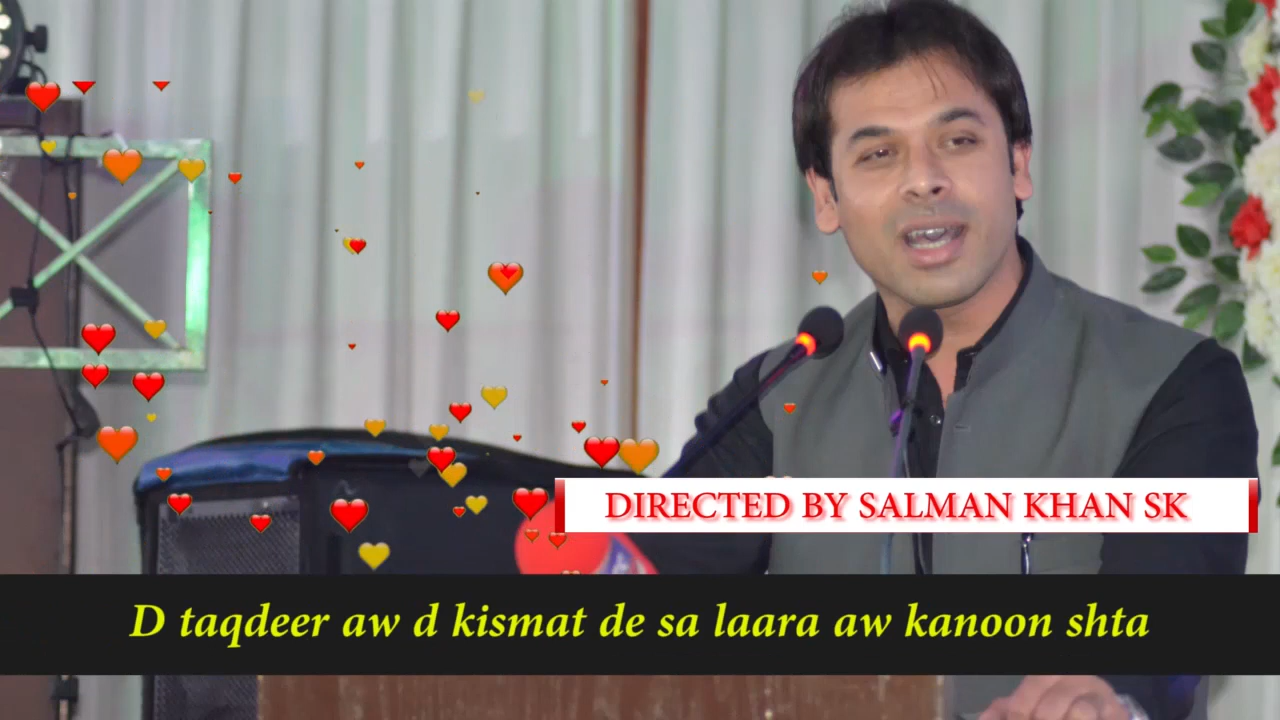 DIRECTED BY SALMAN KHAN SK
D taqdeer aw d kismat de sa laara aw kanoon shta